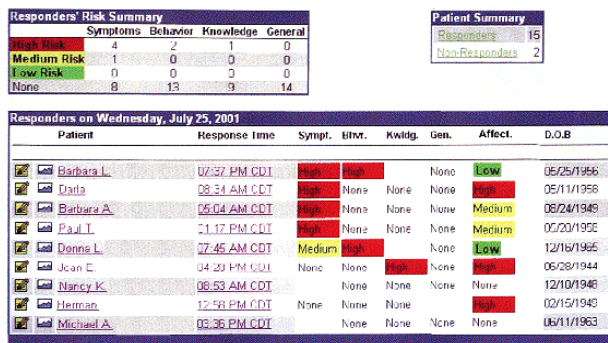 Responders' Risk Summary
Symptoms Behavior Knowledge General
High Risk 4 2 1 0
Medium Risk 1 0 0 0
Low Risk 0 0 0 0
None 8 13 9 14
Patient Summary
Responders 15
Non-Responders 2
Responders on Wednesday, July 25, 2001
Patient Response Time Sympt. Bhvr. Kwldg. Gen. Affect. D.O.B
Barbara L. 07:37 PM CDT High High None Low 05/25/1956
Darla 08:34 AM CDT High None None None High 05/11/1958
Barbara A. 05:04 AM CDT High None None None Medium 08/24/1949
Paul T. 01:17 PM CDT High None None None Medium
Donna L. 07:45 AM CDT Medium High None Low 12/16/1965
Joan E. 04:20 PM CDT None None High None High 06/28/1944
Nancy K. 08:53 AM CDT None None None None 12/10/1948
Herman 12:58 PM CDT None None None High 02/15/1949
Michael A. 03:36 PM CDT None None None None 06/11/1963